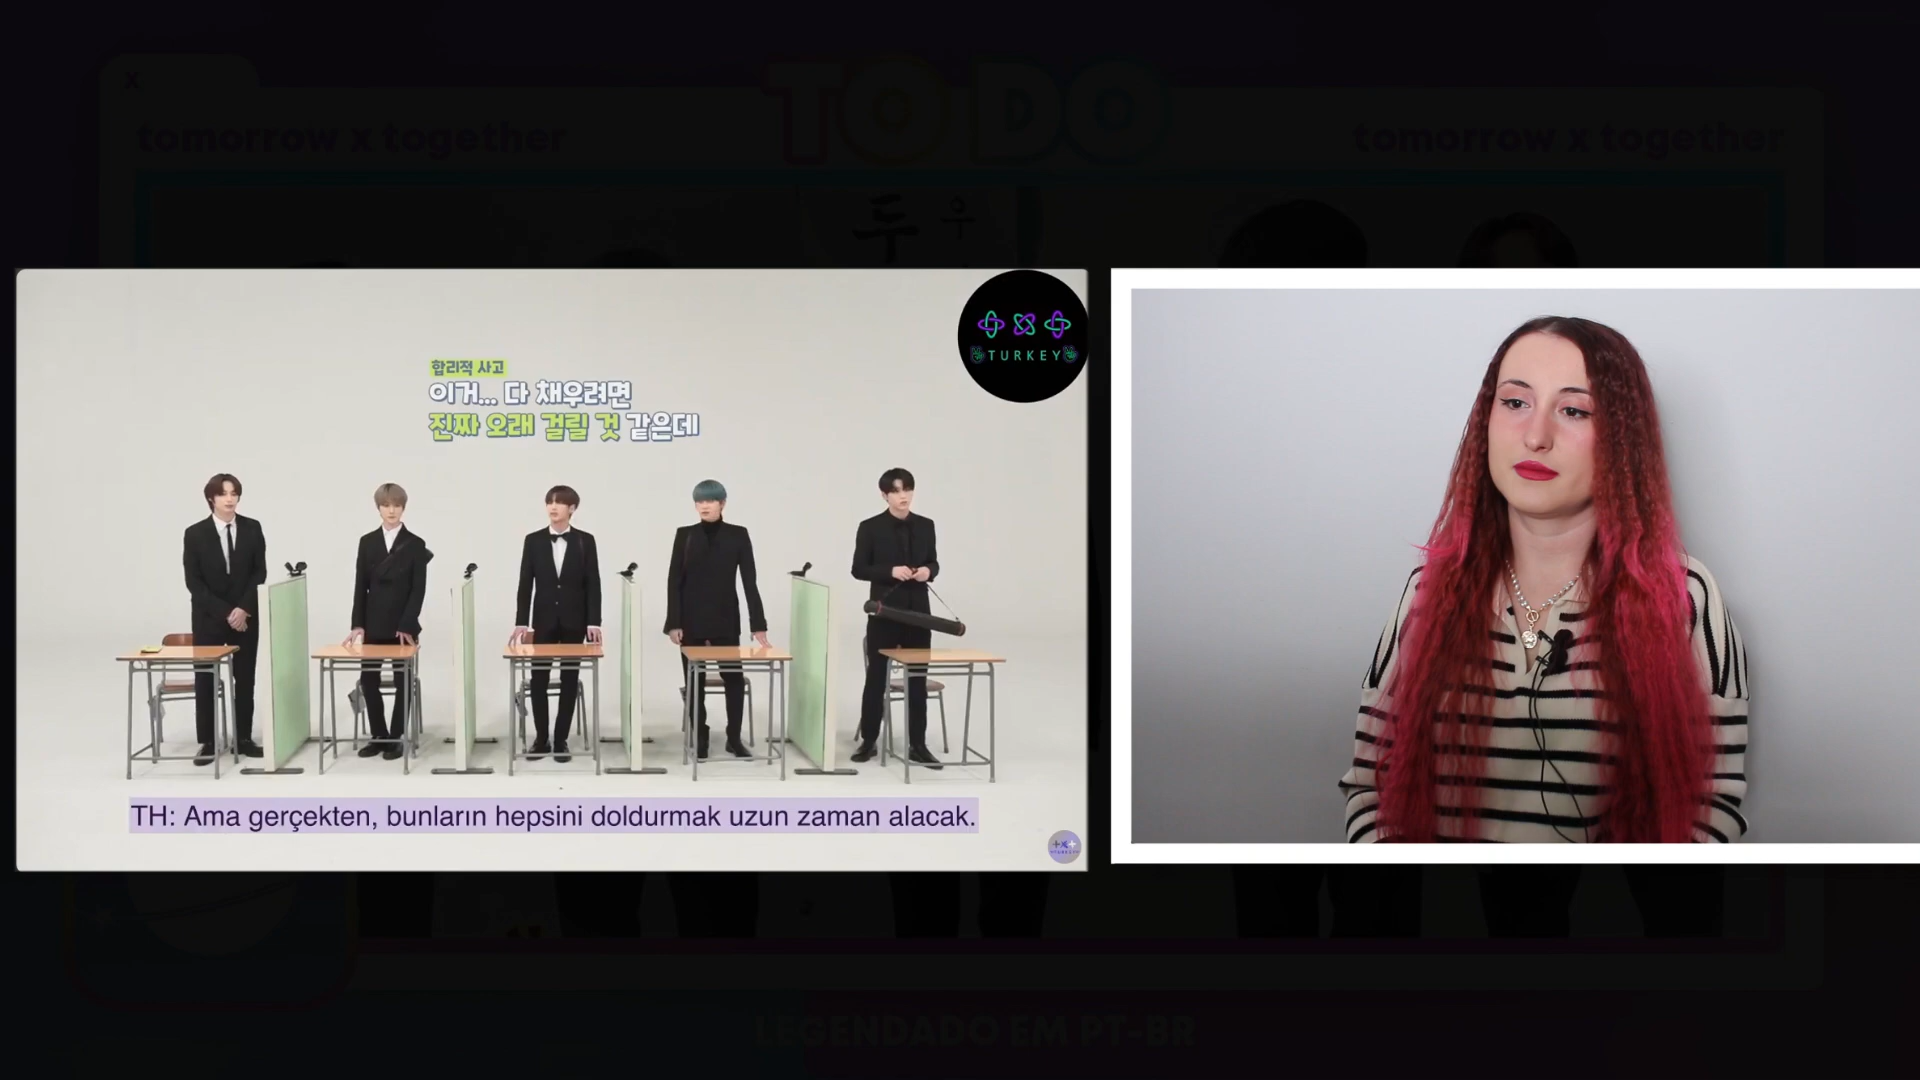 X
TO DO
tomorrow x together
tomorrow x together
두 우
합리적 사고
이거... 다 채우려면
진짜 오래 걸릴 것 같은데
TURKEY
TH: Ama gerçekten, bunların hepsini doldurmak uzun zaman alacak.
LEGENDADO EM PT-BR